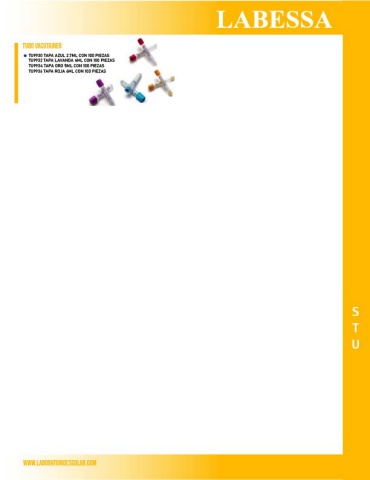 LABESSA
TUBO VACUTAINER
TU9930 TAPA AZUL 2.7ML CON 100 PIEZAS
TU9932 TAPA LAVANDA 4ML CON 100 PIEZAS
TU9934 TAPA ORO 5ML CON 100 PIEZAS
TU9936 TAPA ROJA 6ML CON 100 PIEZAS
S
T
U
WWW.LABORATORIOESCOLAR.COM